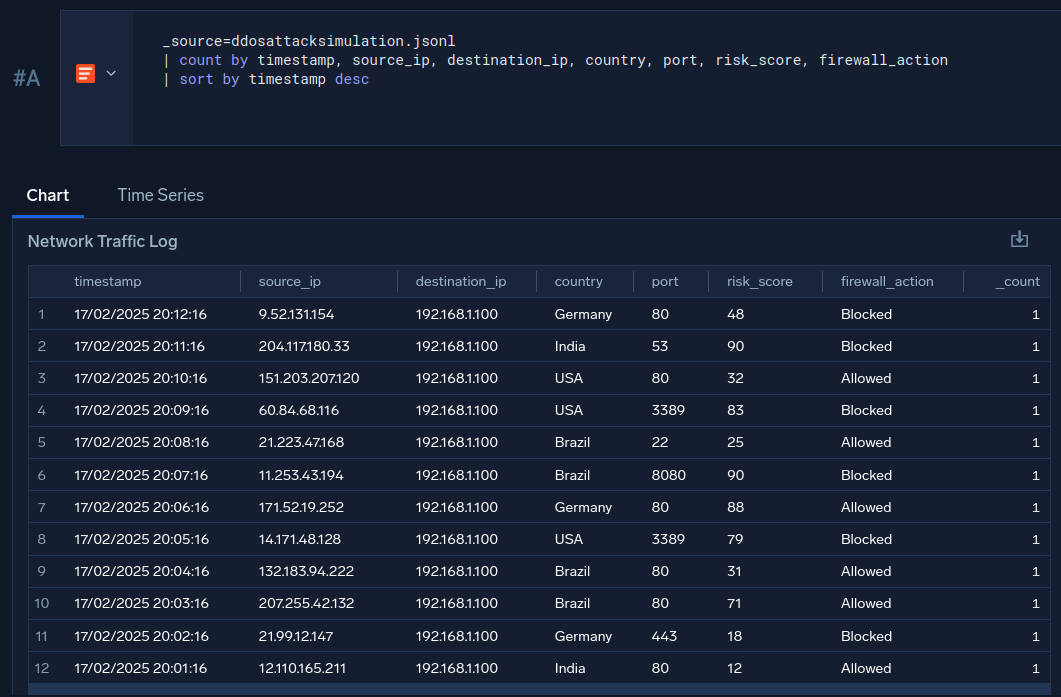 _source=ddosattacksimulation.jsonl
| count by timestamp, source_ip, destination_ip, country, port, risk_score, firewall_action
| sort by timestamp desc
#A
Chart Time Series
Network Traffic Log
timestamp source_ip destination_ip country port risk_score firewall_action _count
1 17/02/2025 20:12:16 9.52.131.154 192.168.1.100 Germany 80 48 Blocked 1
2 17/02/2025 20:11:16 204.117.180.33 192.168.1.100 India 53 90 Blocked 1
3 17/02/2025 20:10:16 151.203.207.120 192.168.1.100 USA 80 32 Allowed 1
4 17/02/2025 20:09:16 60.84.68.116 192.168.1.100 USA 3389 83 Blocked 1
5 17/02/2025 20:08:16 21.223.47.168 192.168.1.100 Brazil 22 25 Allowed 1
6 17/02/2025 20:07:16 11.253.43.194 192.168.1.100 Brazil 8080 90 Blocked 1
7 17/02/2025 20:06:16 171.52.19.252 192.168.1.100 Germany 80 88 Allowed 1
8 17/02/2025 20:05:16 14.171.48.128 192.168.1.100 USA 3389 79 Blocked 1
9 17/02/2025 20:04:16 132.183.94.222 192.168.1.100 Brazil 80 31 Allowed 1
10 17/02/2025 20:03:16 207.255.42.132 192.168.1.100 Brazil 80 71 Allowed 1
11 17/02/2025 20:02:16 21.99.12.147 192.168.1.100 Germany 443 18 Blocked 1
12 17/02/2025 20:01:16 12.110.165.211 192.168.1.100 India 80 12 Allowed 1